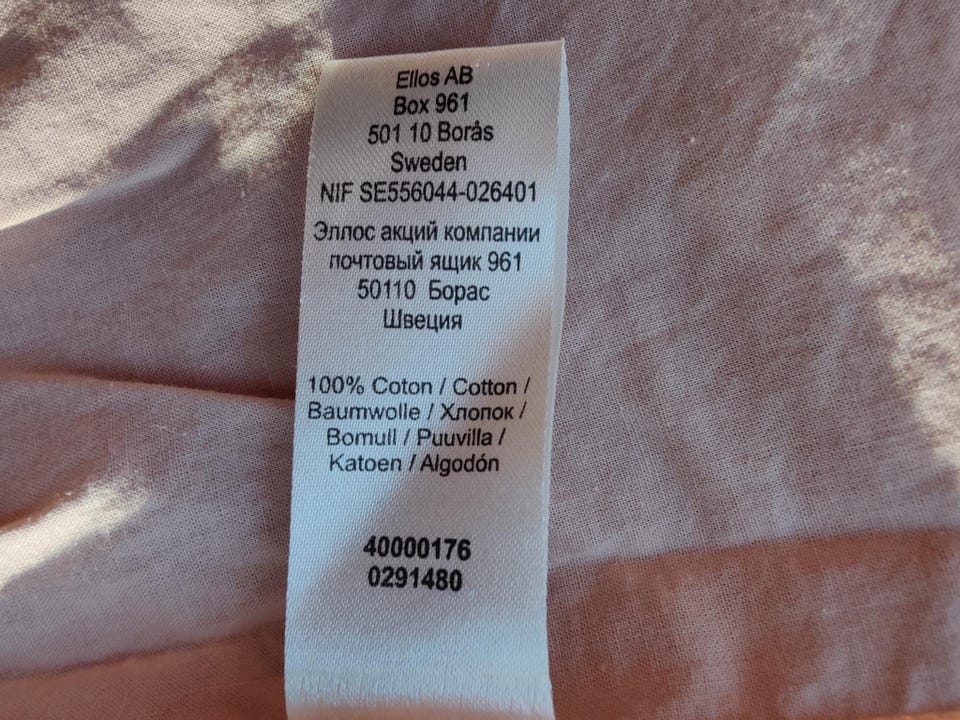 Ellos AB
Box 961
501 10 Borås
Sweden
NIF SE556044-026401
Эллос акций компании
почтовый ящик 961
50110 Борас
Швеция
100% Coton / Cotton /
Baumwolle / Хлопок /
Bomull / Puuvilla /
Katoen / Algodón
40000176
0291480